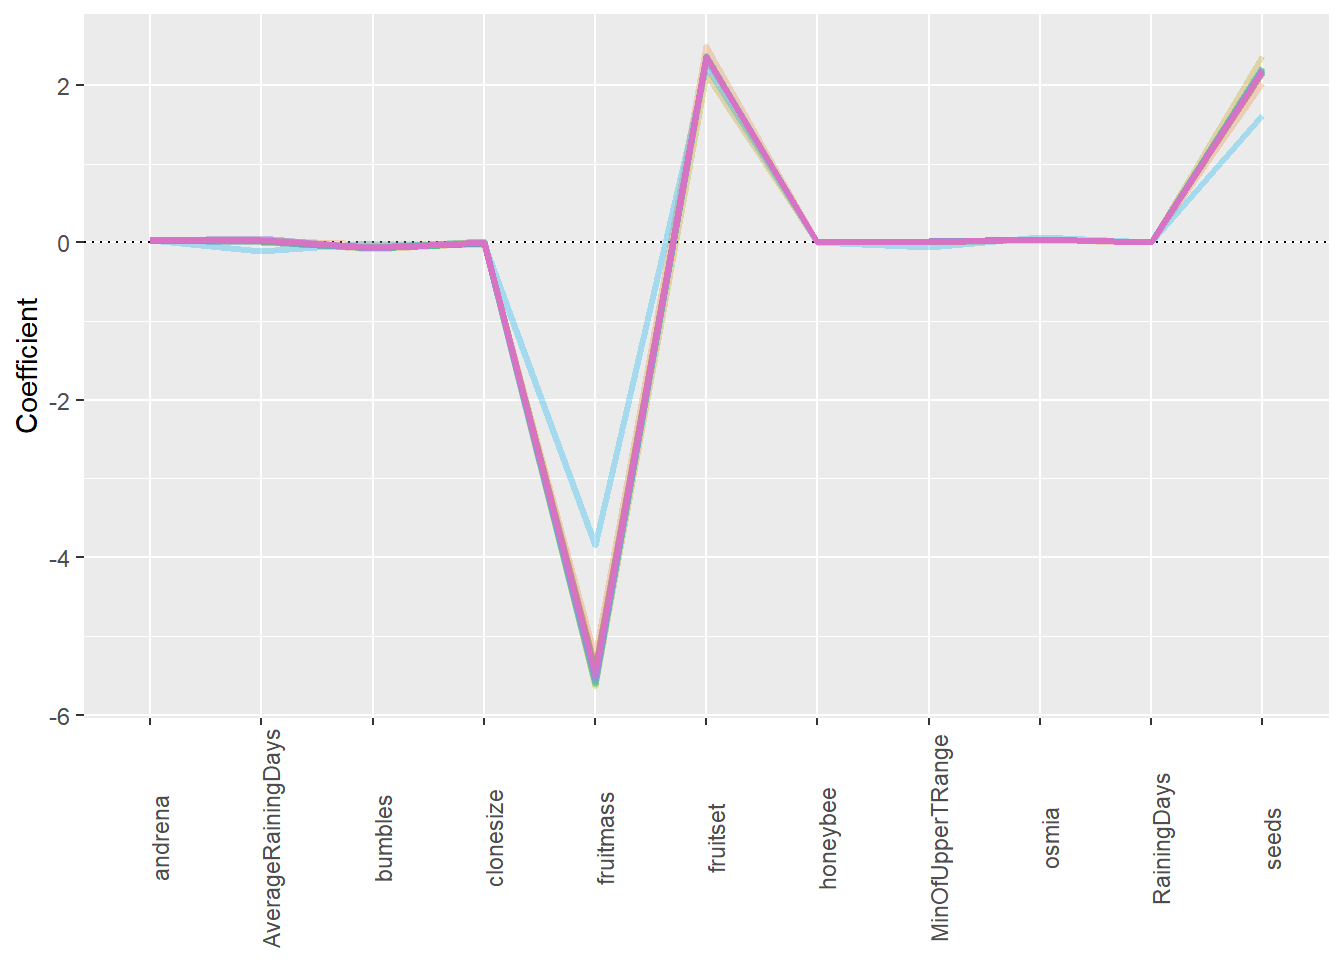 Coefficient
2
0
-2
-4
-6
andrena
AverageRainingDays
bumbles
clonesize
fruitmass
fruitset
honeybee
MinOfUpperTRange
osmia
RainingDays
seeds